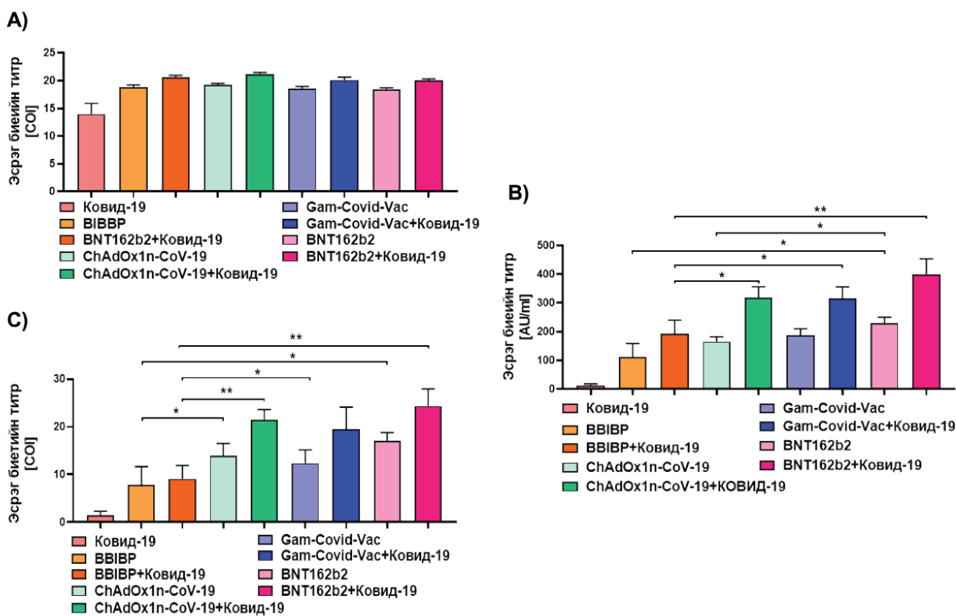 A)
Эсрэг биеийн титр
[COI]
25
20
15
10
5
0
Ковид-19
BIBBP
BNT162b2+Ковид-19
ChAdOx1n-CoV-19
ChAdOx1n-CoV-19+Ковид-19
Gam-Covid-Vac
Gam-Covid-Vac+Ковид-19
BNT162b2
BNT162b2+Ковид-19
B)
**
*
*
*
Эсрэг биеийн титр
[AU/ml]
500
400
300
200
100
0
Ковид-19
BBIBP
BBIBP+Ковид-19
ChAdOx1n-CoV-19
ChAdOx1n-CoV-19+КОВИД-19
Gam-Covid-Vac
Gam-Covid-Vac+Ковид-19
BNT162b2
BNT162b2+Ковид-19
C)
**
*
*
**
*
Эсрэг биетийн титр
[COI]
30
20
10
0
Ковид-19
BBIBP
BBIBP+Ковид-19
ChAdOx1n-CoV-19
ChAdOx1n-CoV-19+Ковид-19
Gam-Covid-Vac
Gam-Covid-Vac+Ковид-19
BNT162b2
BNT162b2+Ковид-19